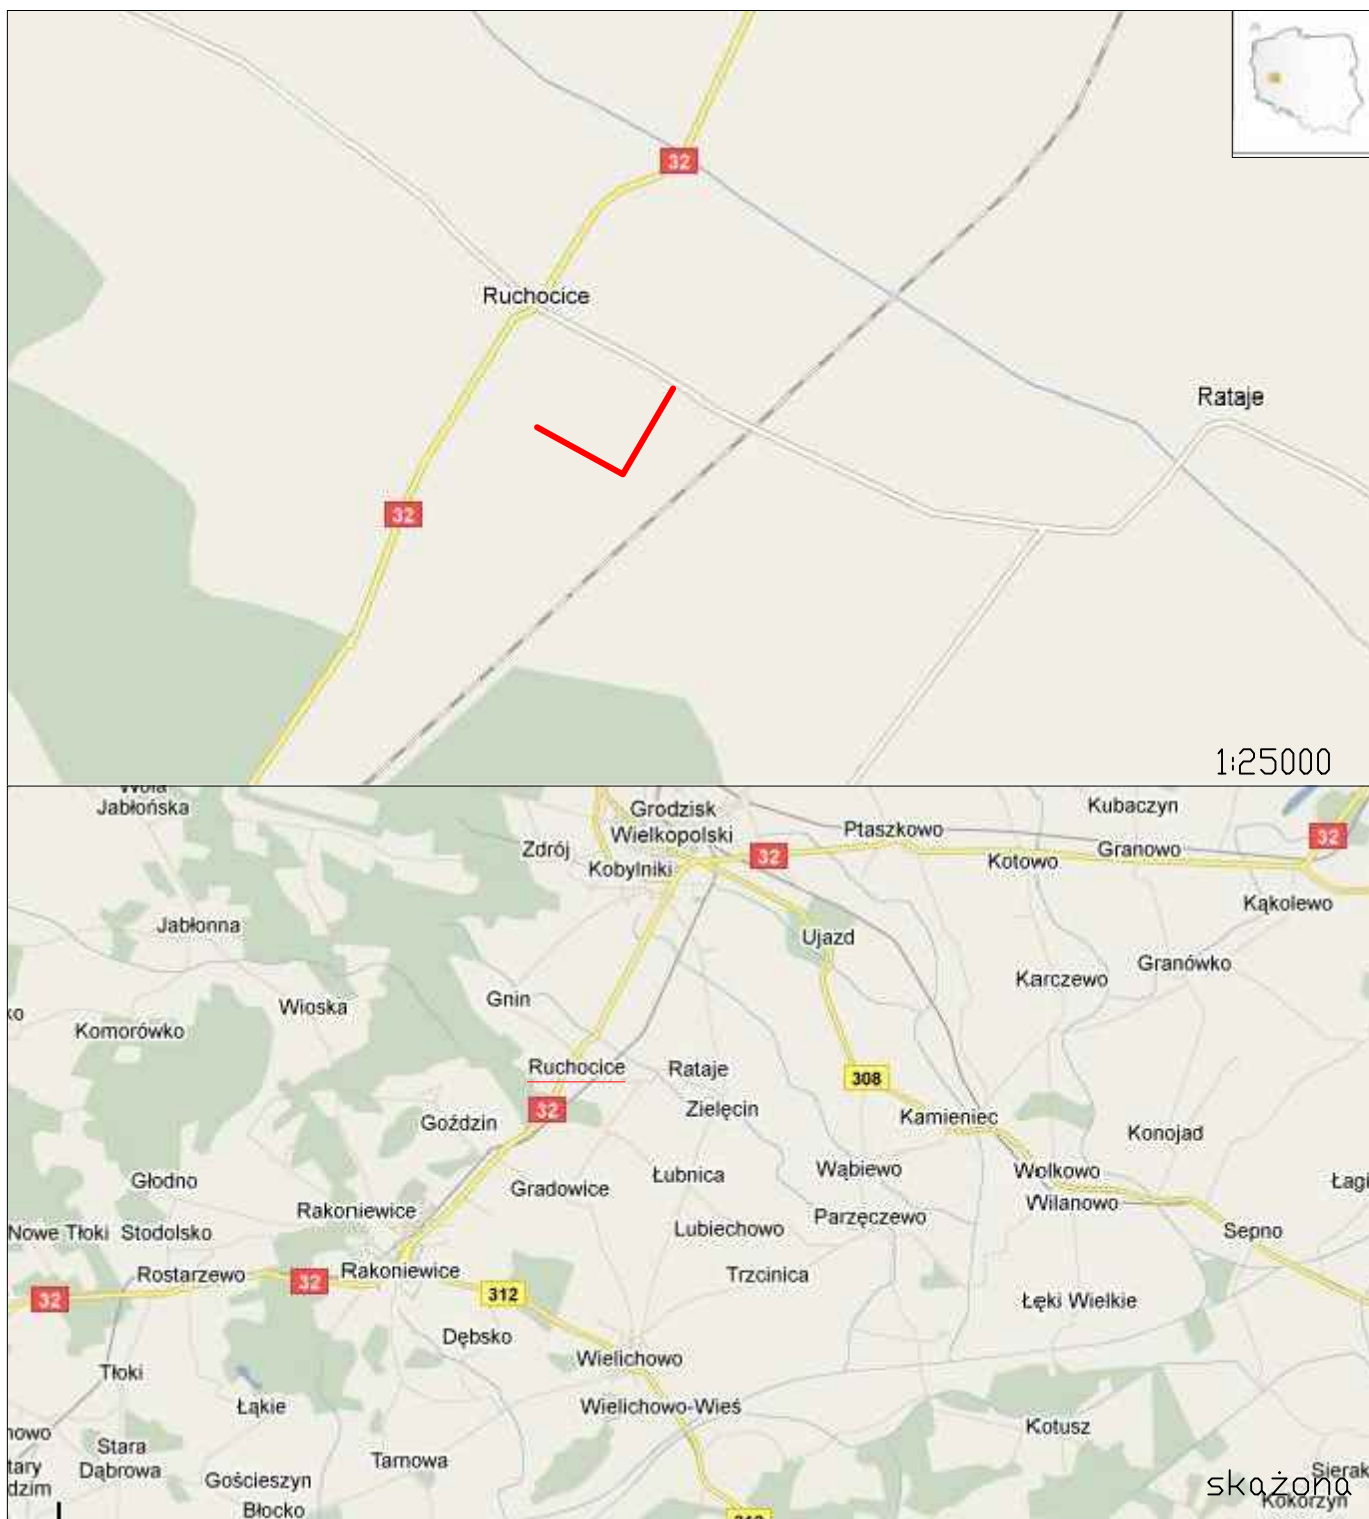 32
Ruchocice
Rataje
32
1:25000
Wola
Jabłońska
Grodzisk
Wielkopolski
Kubaczyn
Ptaszkowo
32
Zdrój
32
Granowo
Kotowo
Kobylniki
Kąkolewo
Jabłonna
Ujazd
Granówko
Karczewo
Gnin
Wioska
Komorówko
Ruchocice
Rataje
308
Zielęcin
32
Kamieniec
Goździn
Konojad
Wąbiewo
Wolkowo
Łubnica
Głodno
Gradowice
Wilanowo
Rakoniewice
Parzęczewo
Nowe Tłoki
Stodolsko
Lubiechowo
Sepno
Rostarzewo
32
Rakoniewice
Trzcinica
312
32
Łęki Wielkie
Dębsko
Wielichowo
Tłoki
Łąkie
Wielichowo-Wieś
Kotusz
Stara
Dąbrowa
Tarnowa
Gościeszyn
skażona
Kokorzyn
Błocko